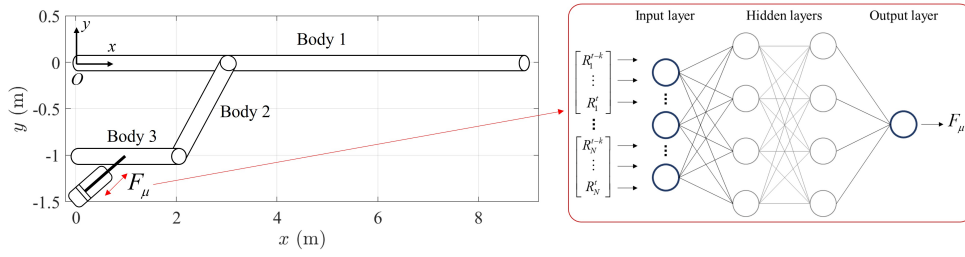 0.5
0
-0.5
-1
-1.5
y (m)
0
2
4
6
8
x (m)
y
x
O
Body 1
Body 2
Body 3
F_μ
Input layer
Hidden layers
Output layer
R_1^{t-k}
⋮
R_1^t
⋮
R_N^{t-k}
⋮
R_N^t
F_μ